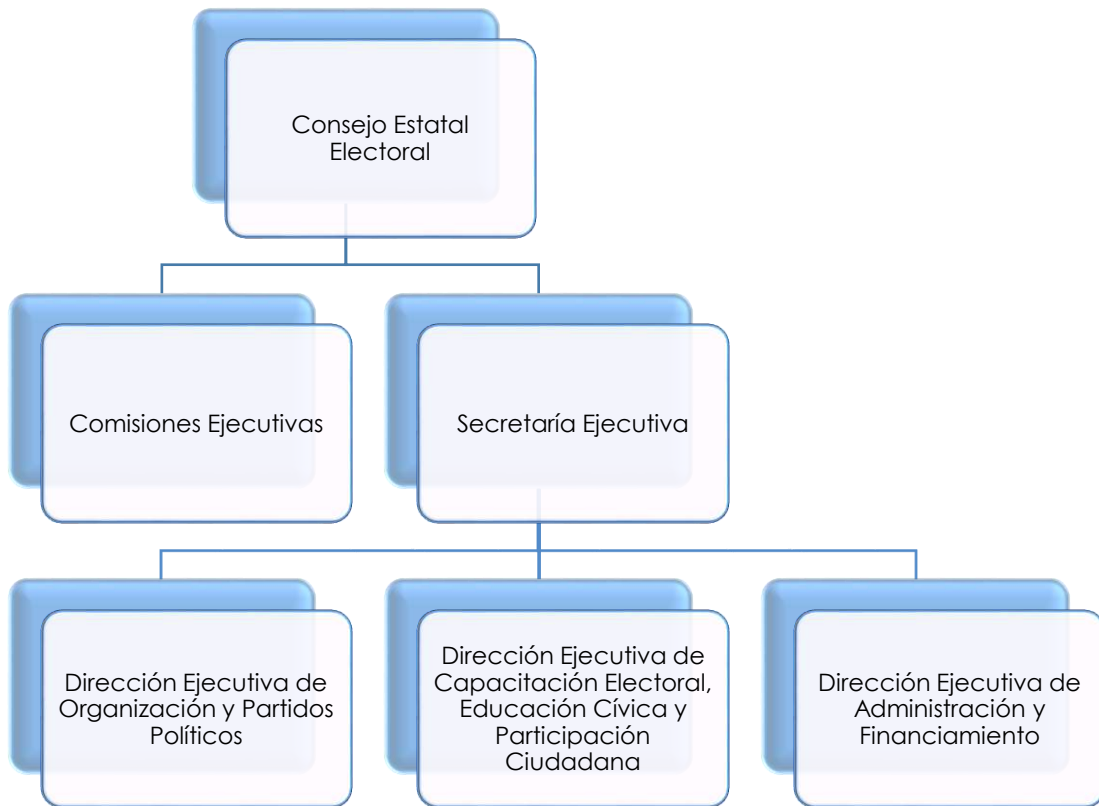 Consejo Estatal
Electoral
Comisiones Ejecutivas
Secretaría Ejecutiva
Dirección Ejecutiva de
Organización y Partidos
Políticos
Dirección Ejecutiva de
Capacitación Electoral,
Educación Cívica y
Participación
Ciudadana
Dirección Ejecutiva de
Administración y
Financiamiento